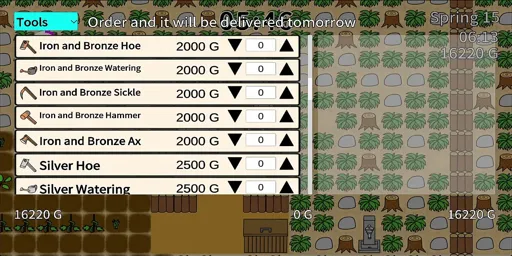 Tools
Order and it will be delivered tomorrow
Spring 15
06:13
16220 G
Iron and Bronze Hoe 2000 G 0
Iron and Bronze Watering 2000 G 0
Iron and Bronze Sickle 2000 G 0
Iron and Bronze Hammer 2000 G 0
Iron and Bronze Ax 2000 G 0
Silver Hoe 2500 G 0
Silver Watering 2500 G 0
16220 G 0 G 16220 G